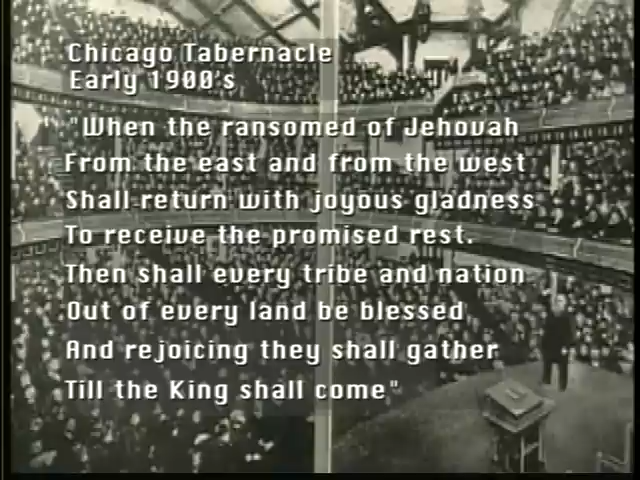 Chicago Tabernacle
Early 1900's
"When the ransomed of Jehovah
From the east and from the west
Shall return with joyous gladness
To receive the promised rest.
Then shall every tribe and nation
Out of every land be blessed
And rejoicing they shall gather
Till the King shall come"